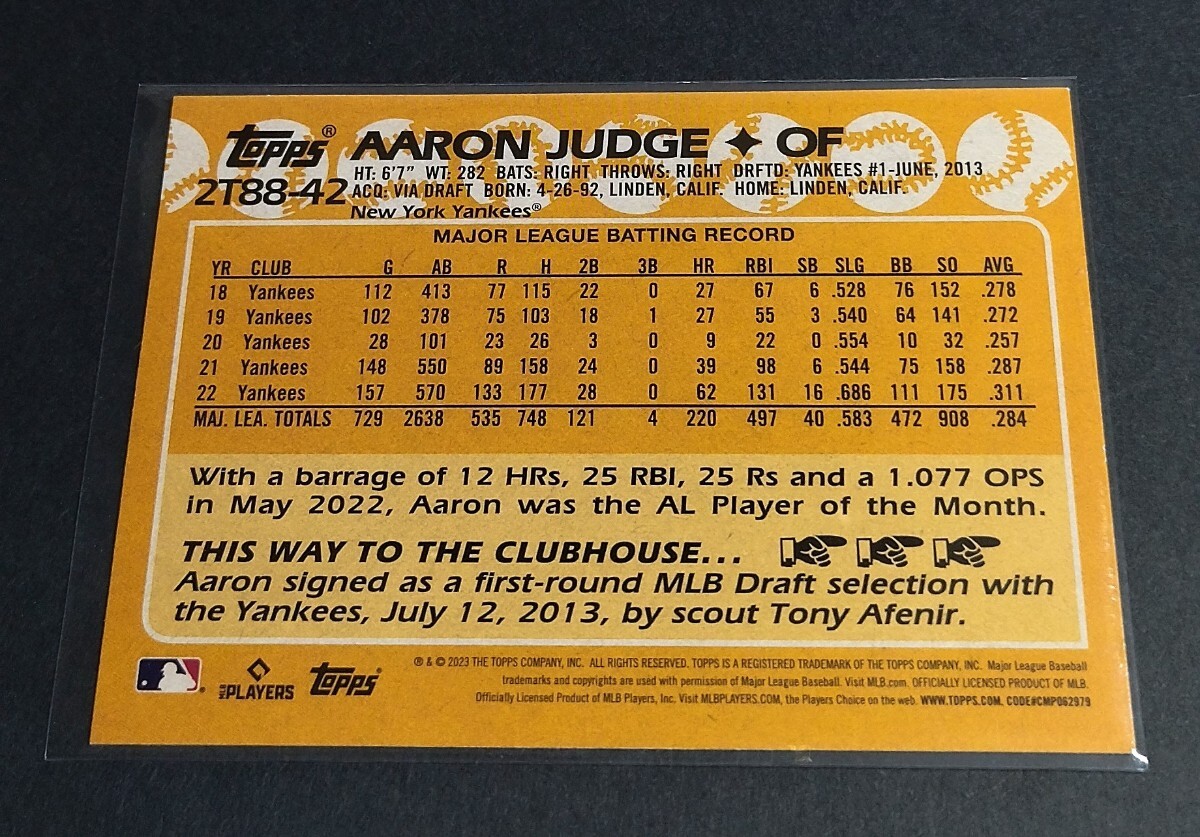 Topps® AARON JUDGE ✦ OF
HT: 6'7" WT: 282 BATS: RIGHT THROWS: RIGHT DRFTD: YANKEES #1-JUNE, 2013
2T88-42 ACQ: VIA DRAFT BORN: 4-26-92, LINDEN, CALIF. HOME: LINDEN, CALIF.
New York Yankees®
MAJOR LEAGUE BATTING RECORD
YR CLUB G AB R H 2B 3B HR RBI SB SLG BB SO AVG
18 Yankees 112 413 77 115 22 0 27 67 6 .528 76 152 .278
19 Yankees 102 378 75 103 18 1 27 55 3 .540 64 141 .272
20 Yankees 28 101 23 26 3 0 9 22 0 .554 10 32 .257
21 Yankees 148 550 89 158 24 0 39 98 6 .544 75 158 .287
22 Yankees 157 570 133 177 28 0 62 131 16 .686 111 175 .311
MAJ. LEA. TOTALS 729 2638 535 748 121 4 220 497 40 .583 472 908 .284
With a barrage of 12 HRs, 25 RBI, 25 Rs and a 1.077 OPS
in May 2022, Aaron was the AL Player of the Month.
THIS WAY TO THE CLUBHOUSE...
Aaron signed as a first-round MLB Draft selection with
the Yankees, July 12, 2013, by scout Tony Afenir.
MLB PLAYERS Topps®
® & © 2023 THE TOPPS COMPANY, INC. ALL RIGHTS RESERVED. TOPPS IS A REGISTERED TRADEMARK OF THE TOPPS COMPANY, INC. Major League Baseball
trademarks and copyrights are used with permission of Major League Baseball. Visit MLB.com. OFFICIALLY LICENSED PRODUCT OF MLB.
Officially Licensed Product of MLB Players, Inc. Visit MLBPLAYERS.COM, the Players Choice on the web. WWW.TOPPS.COM. CODE#CMP062979